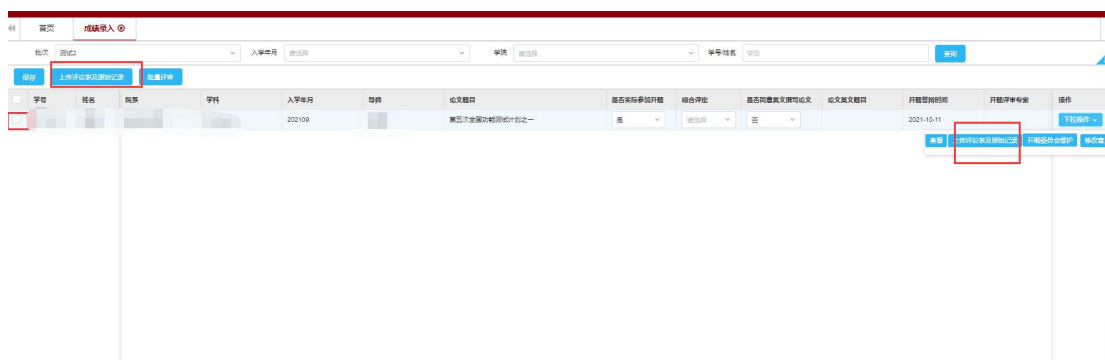 首页 成绩录入
批次 测试2 入学年月 请选择 学院 请选择 学号/姓名 学生 查询
保存 上传评议表及原始记录 批量评审
学号 姓名 院系 学科 入学年月 导师 论文题目 是否实际参加开题 综合评定 是否同意英文撰写论文 论文英文题目 开题答辩时间 开题评审专家 操作
202109 第五次全面功能测试计划之一 是 请选择 否 2021-10-11 下拉操作
查看 上传评议表及原始记录 开题委员会维护 修改富